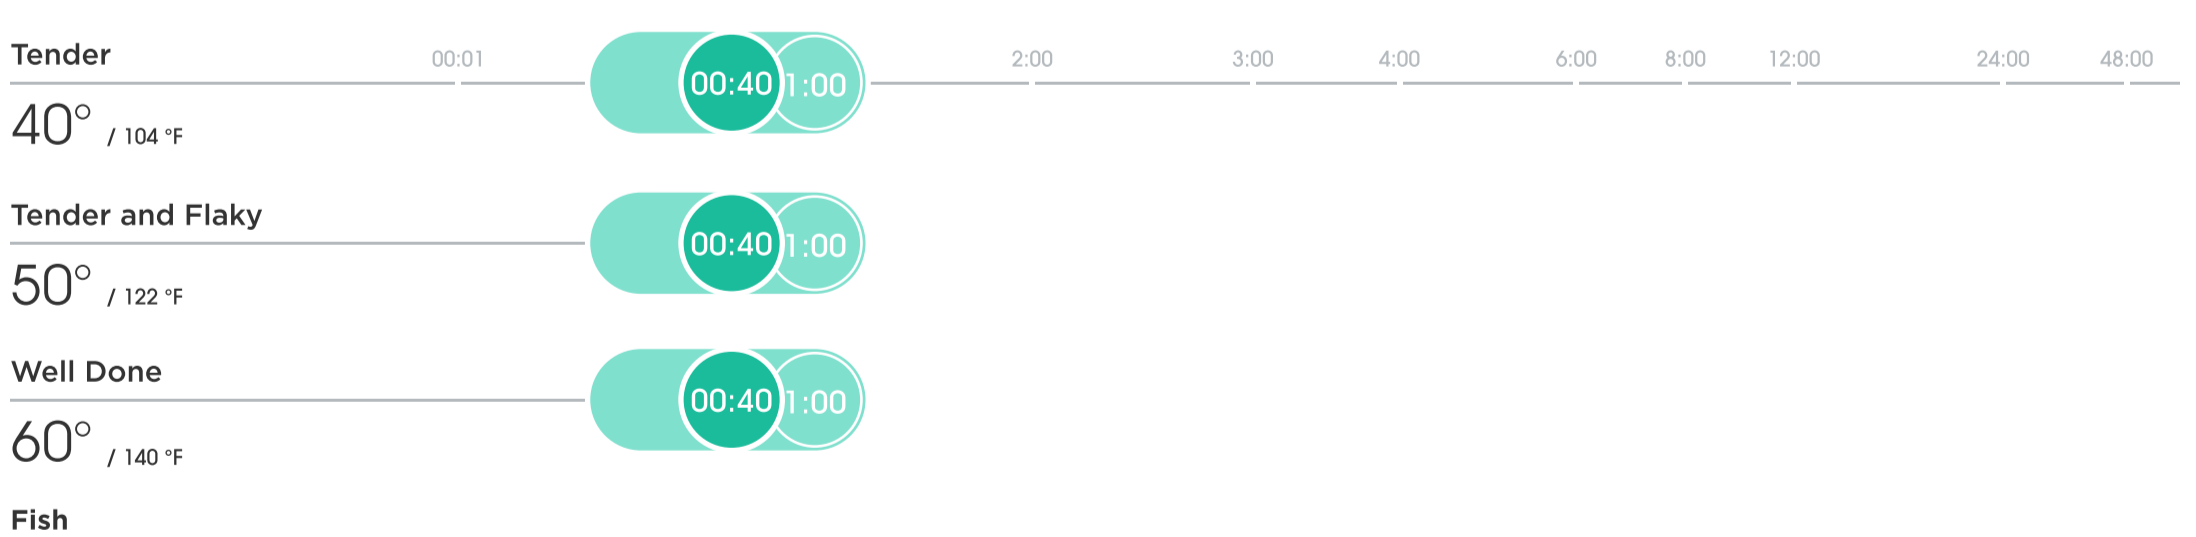 Tender
00:01 00:40 1:00 2:00 3:00 4:00 6:00 8:00 12:00 24:00 48:00
40° / 104 °F
Tender and Flaky
00:40 1:00
50° / 122 °F
Well Done
00:40 1:00
60° / 140 °F
Fish